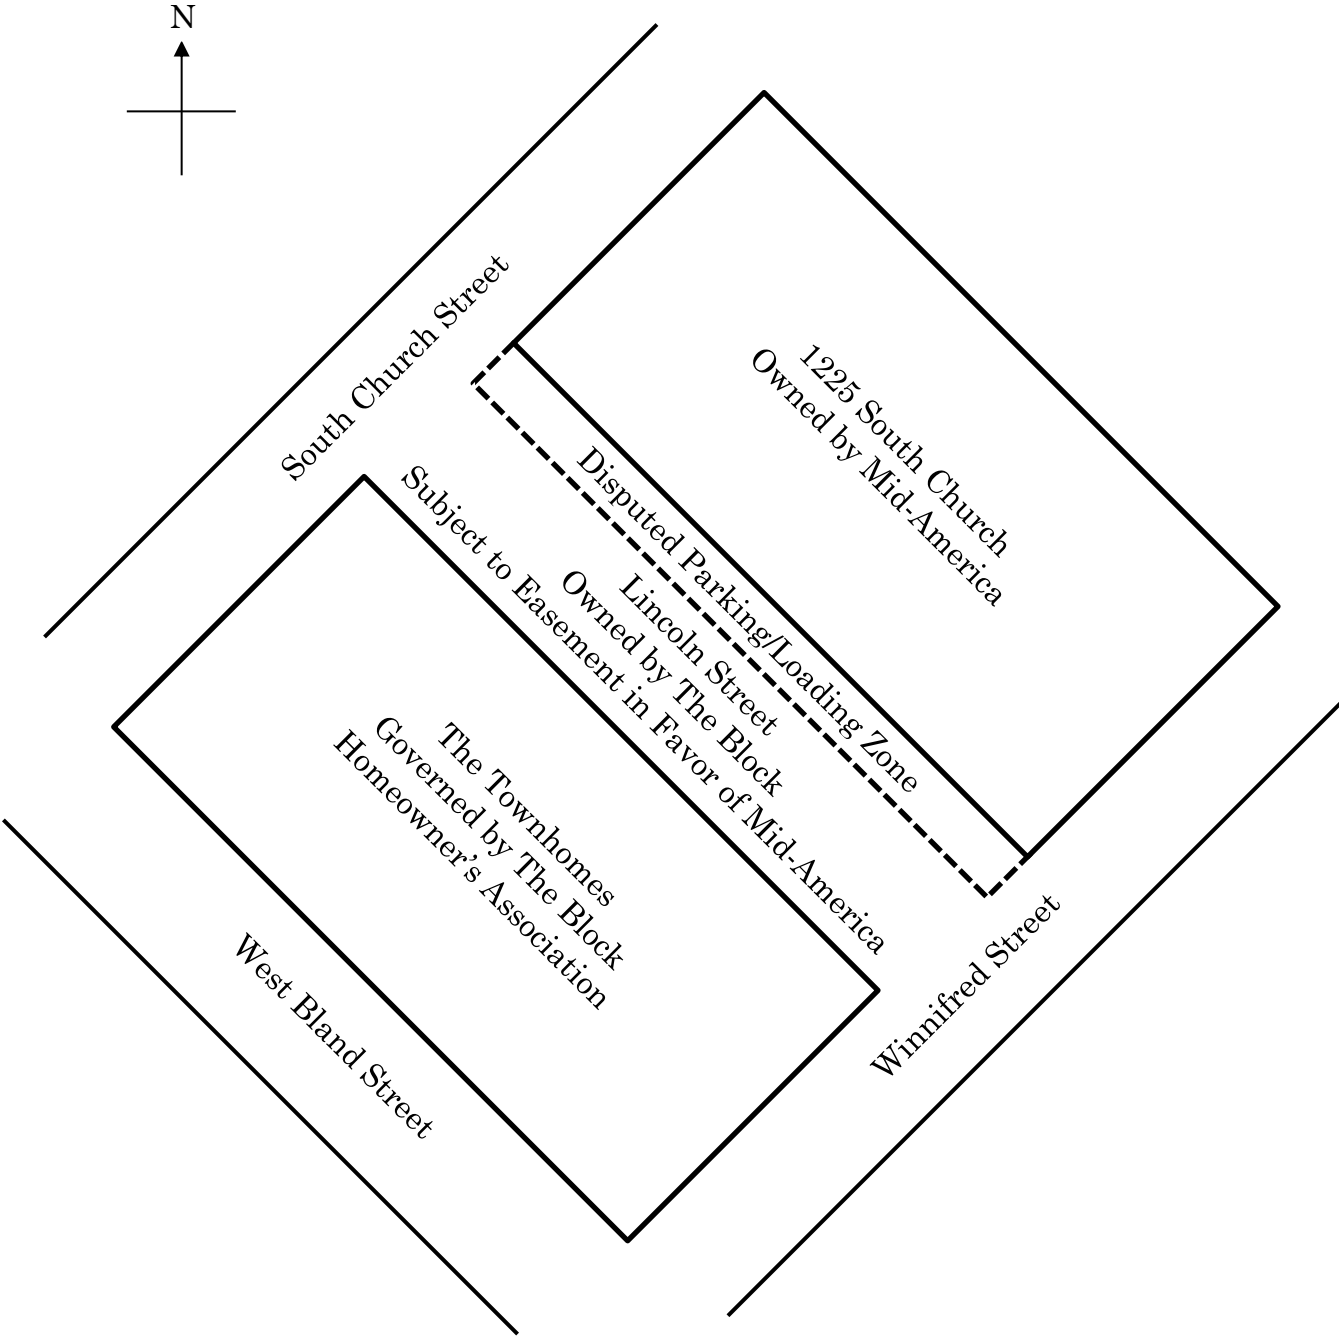 N
South Church Street
1225 South Church
Owned by Mid-America
Disputed Parking/Loading Zone
Lincoln Street
Owned by The Block
Subject to Easement in Favor of Mid-America
The Townhomes
Governed by The Block
Homeowner's Association
West Bland Street
Winnifred Street